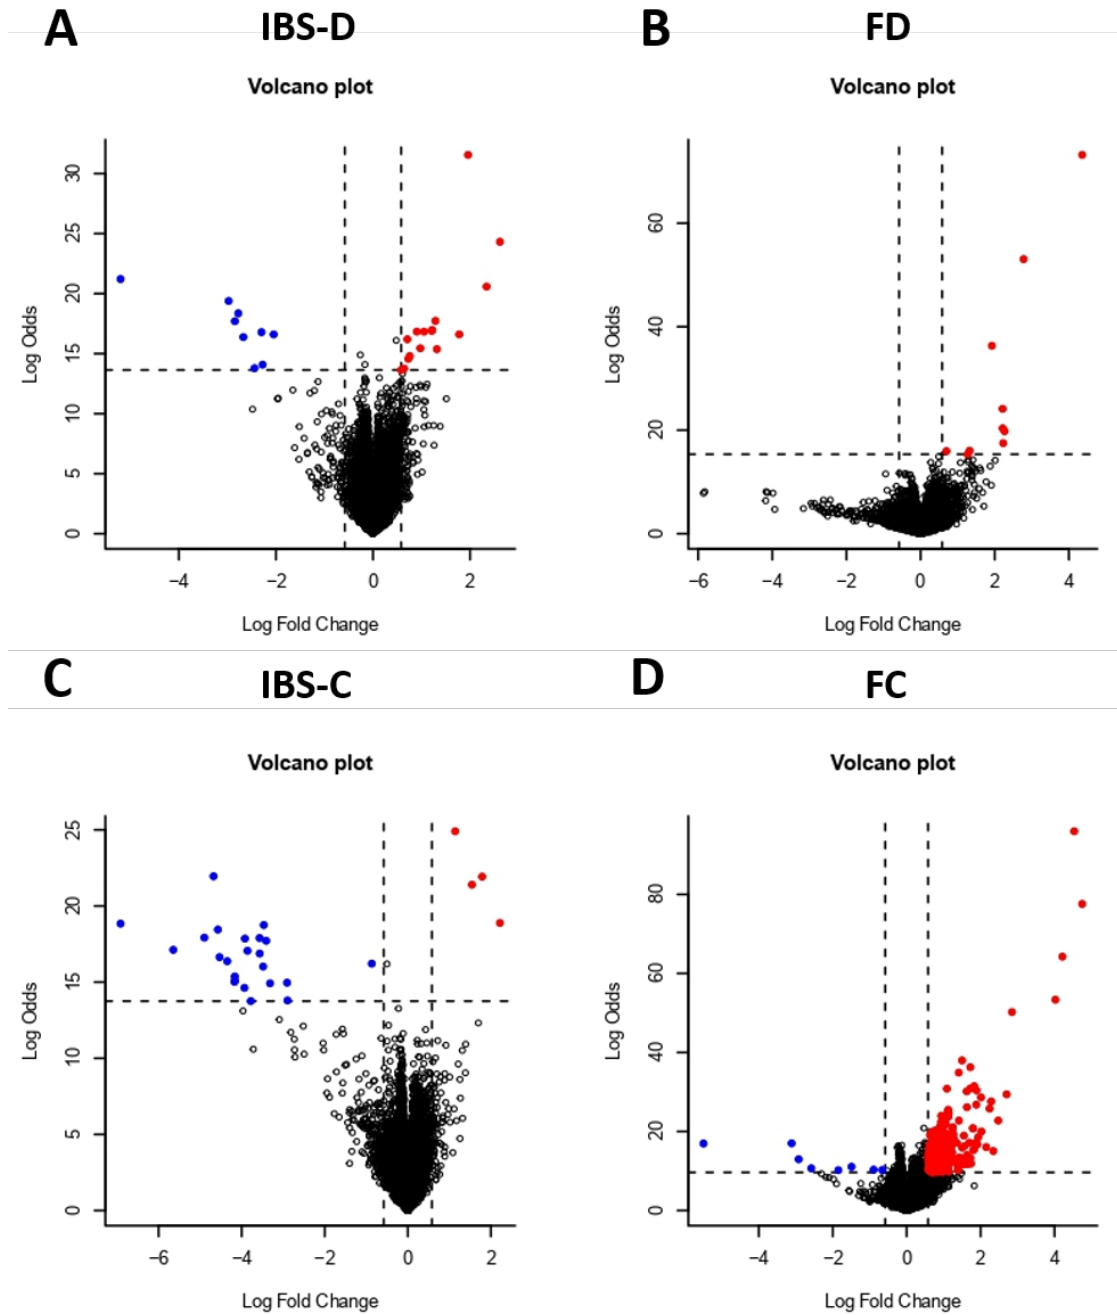 A IBS-D B FD
Volcano plot Volcano plot
30
25
20
15
10
5
0
Log Odds
−4 −2 0 2
Log Fold Change
60
40
20
0
Log Odds
−6 −4 −2 0 2 4
Log Fold Change
C IBS-C D FC
Volcano plot Volcano plot
25
20
15
10
5
0
Log Odds
−6 −4 −2 0 2
Log Fold Change
80
60
40
20
0
Log Odds
−4 −2 0 2 4
Log Fold Change